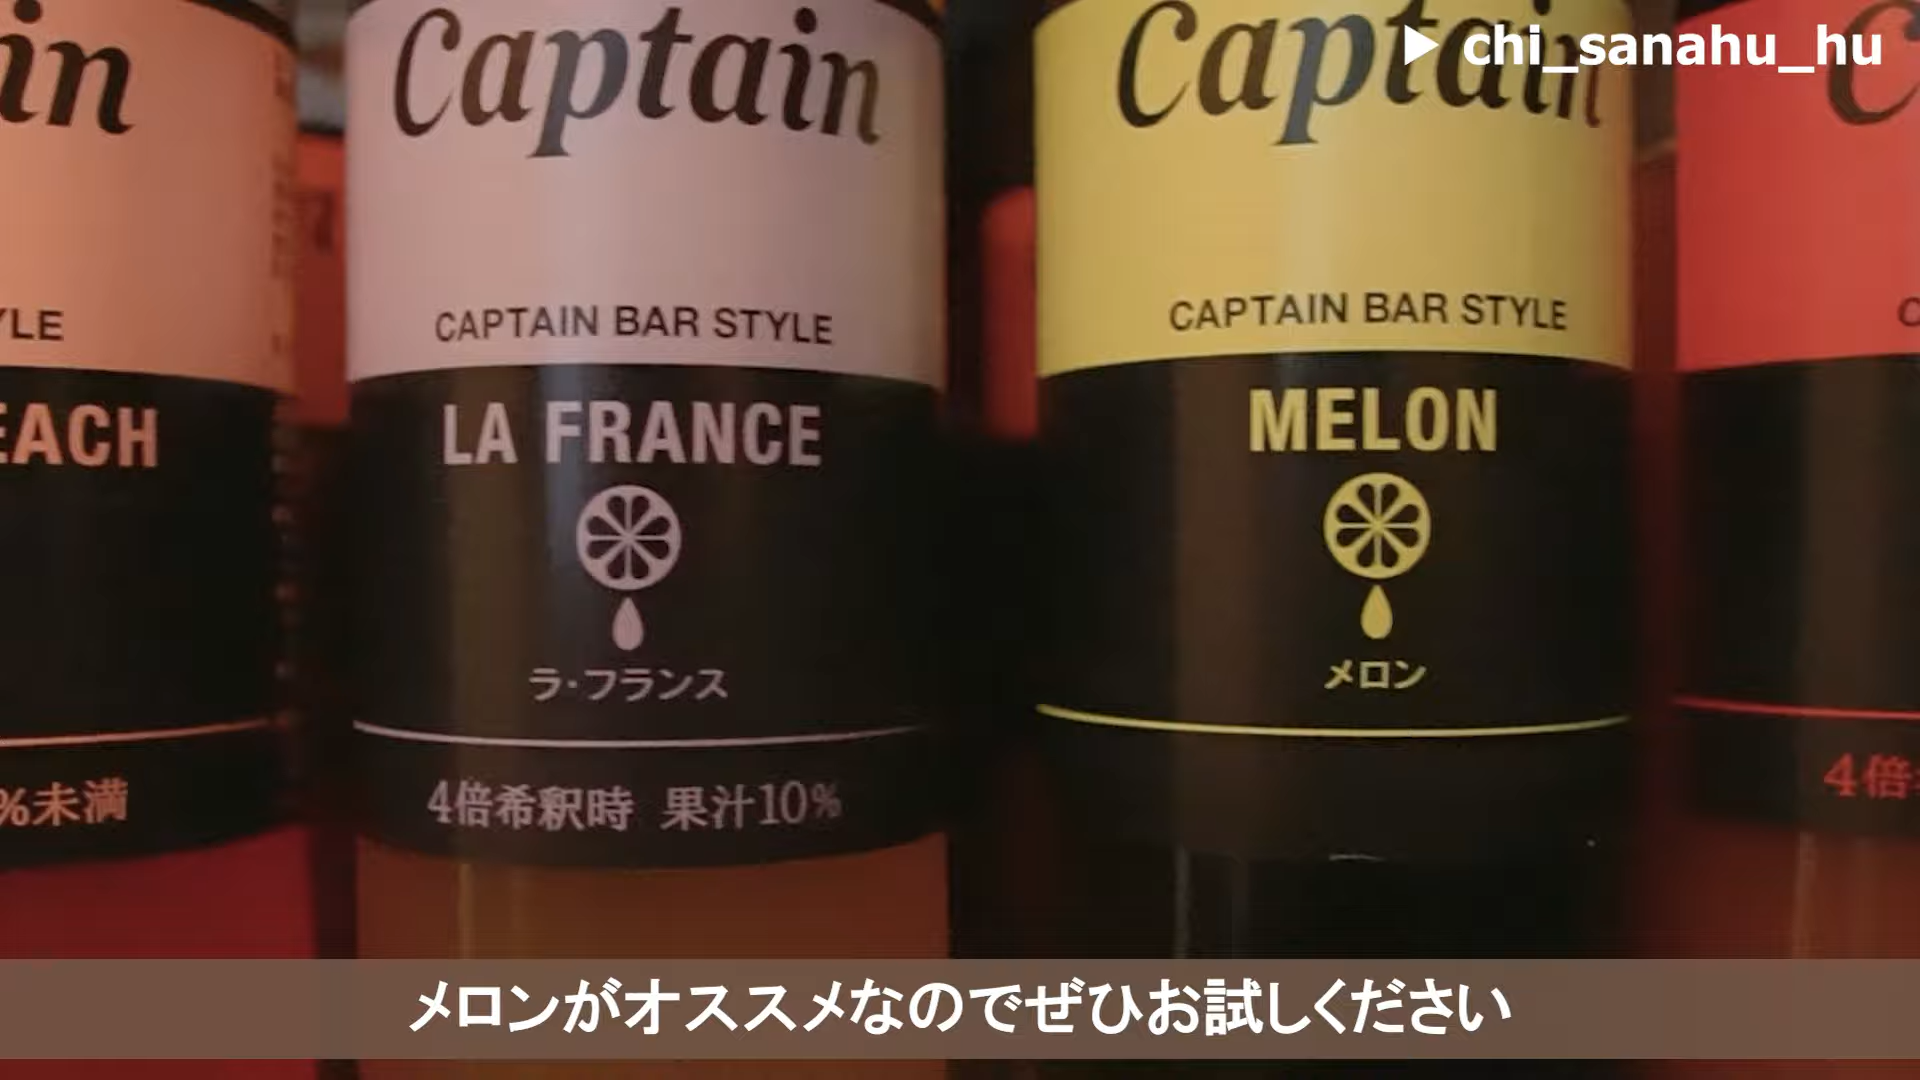 ▶ chi_sanahu_hu
Captain
CAPTAIN BAR STYLE
LA FRANCE
ラ・フランス
4倍希釈時 果汁10%
Captain
CAPTAIN BAR STYLE
MELON
メロン
%未満
4倍
メロンがオススメなのでぜひお試しください